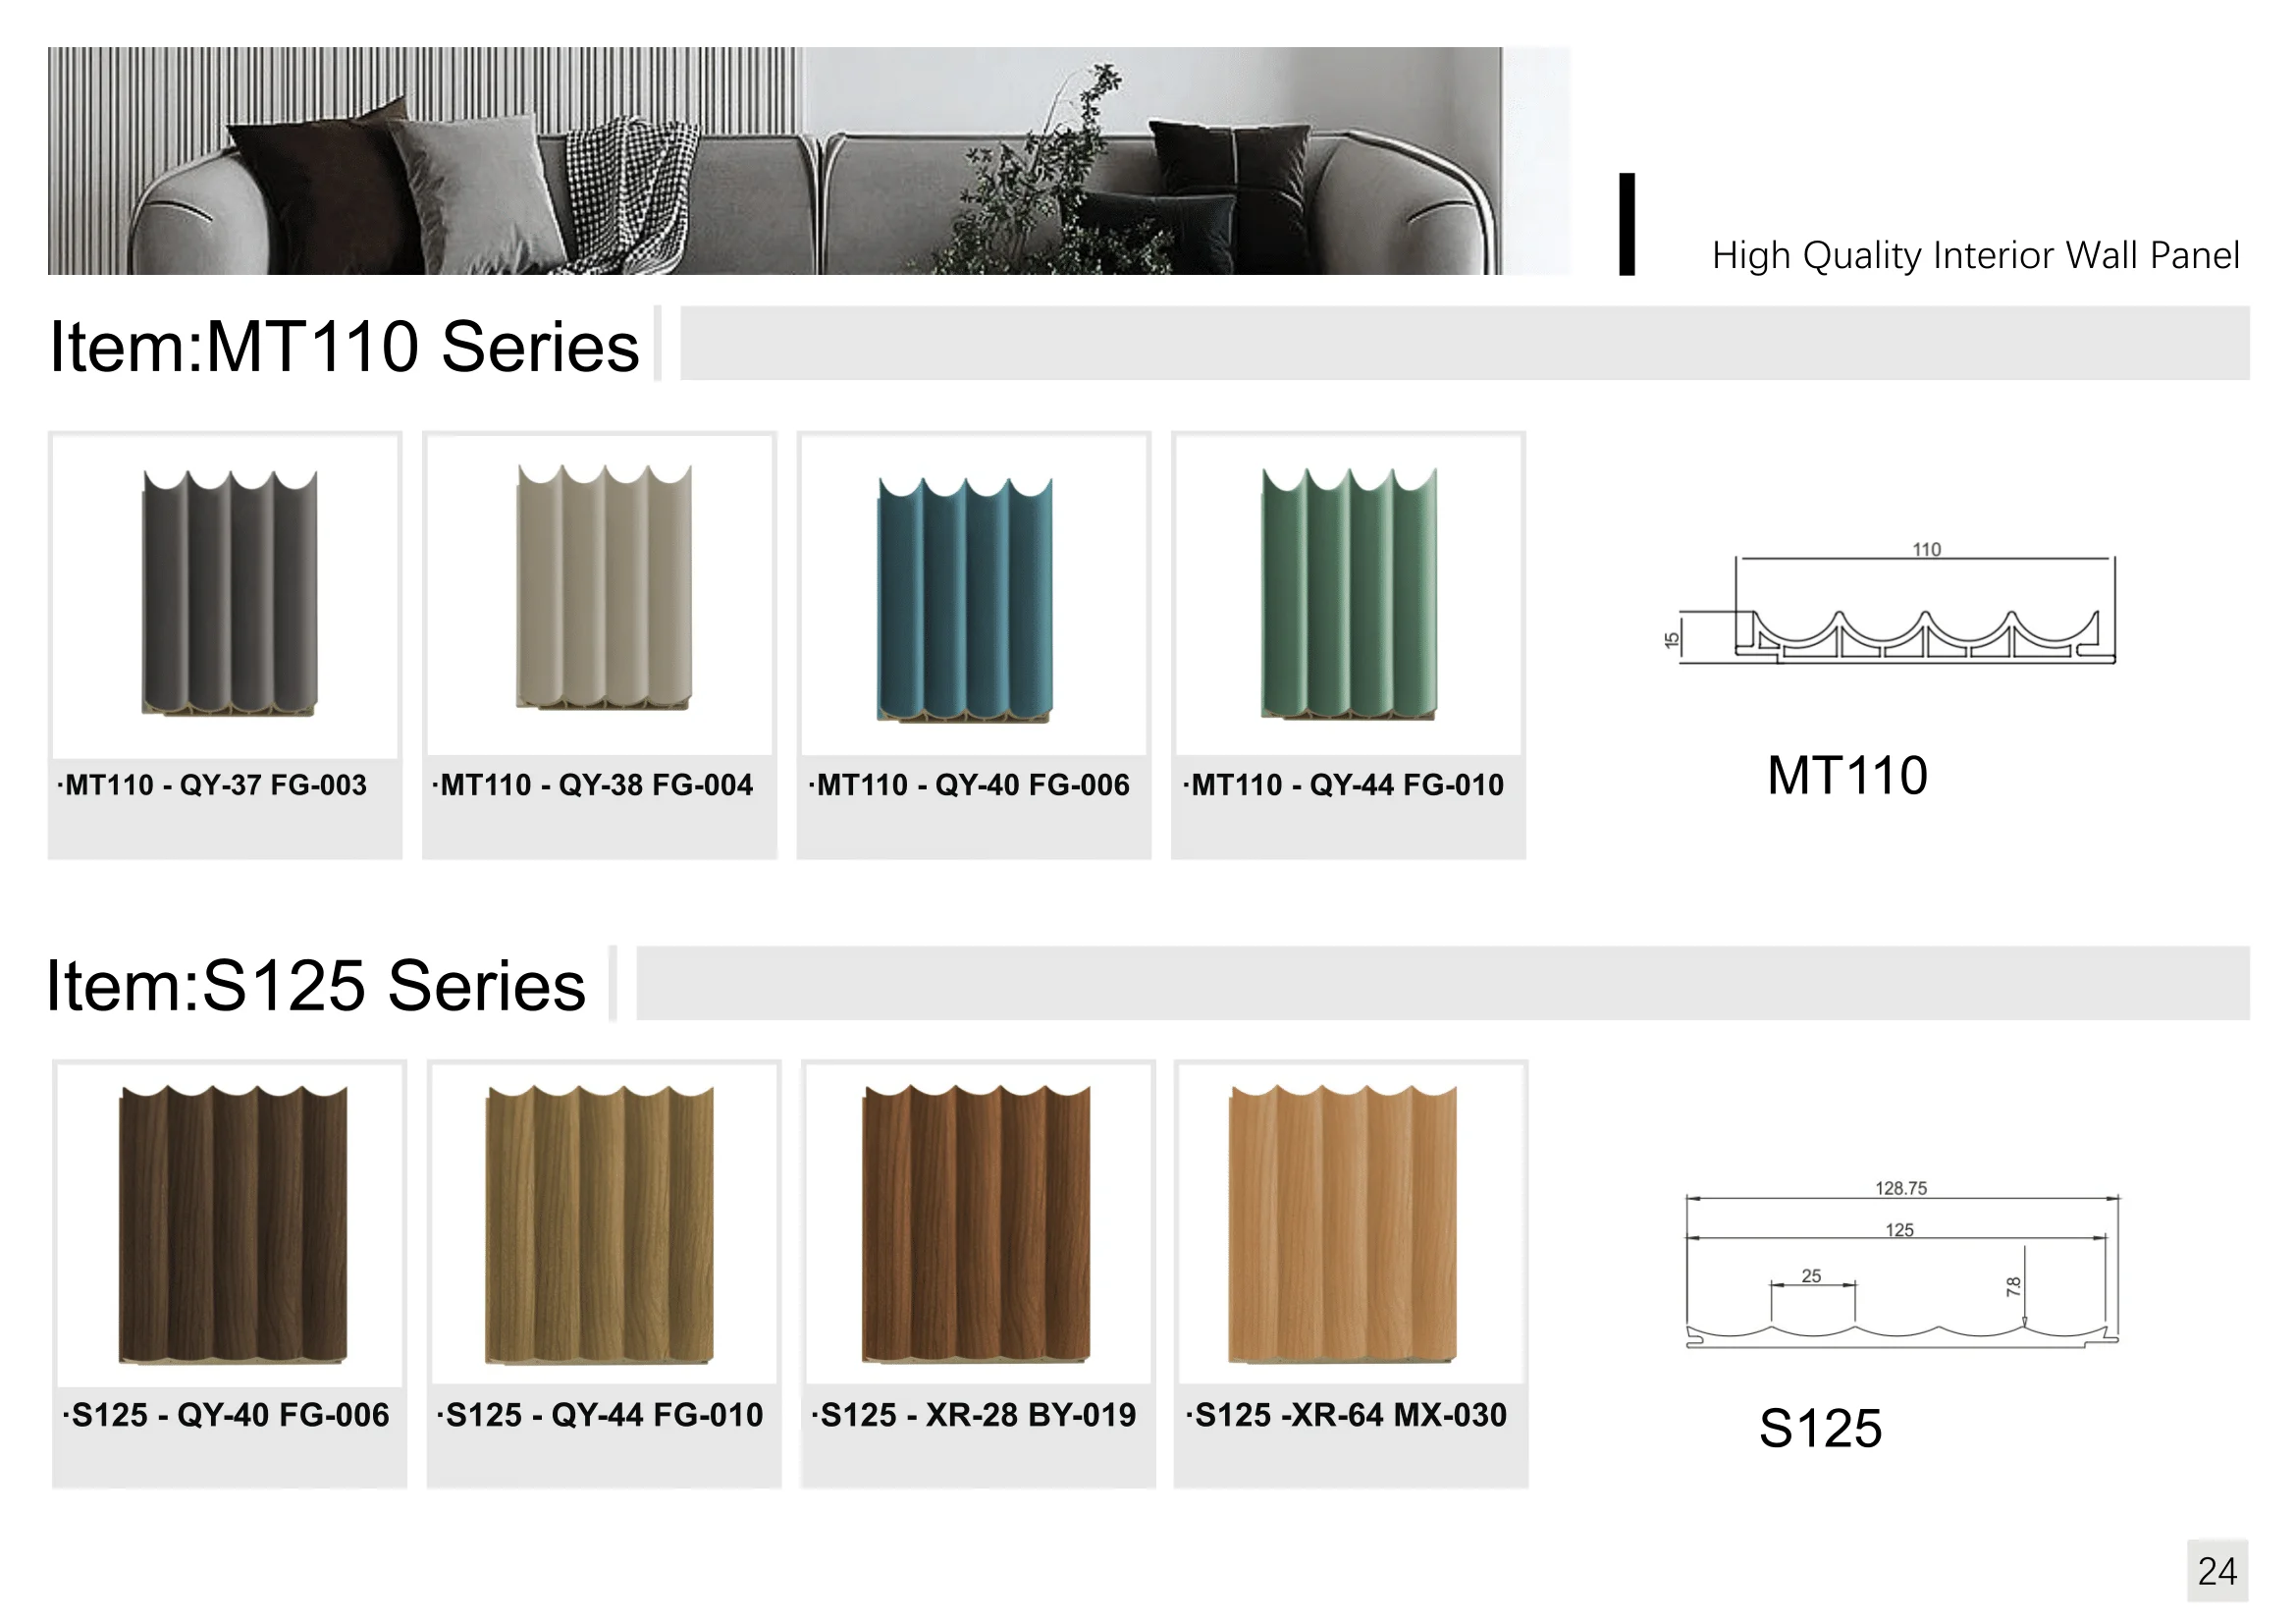 High Quality Interior Wall Panel
Item:MT110 Series
·MT110 - QY-37 FG-003
·MT110 - QY-38 FG-004
·MT110 - QY-40 FG-006
·MT110 - QY-44 FG-010
110
15
MT110
Item:S125 Series
·S125 - QY-40 FG-006
·S125 - QY-44 FG-010
·S125 - XR-28 BY-019
·S125 -XR-64 MX-030
128.75
125
25
7.8
S125
24